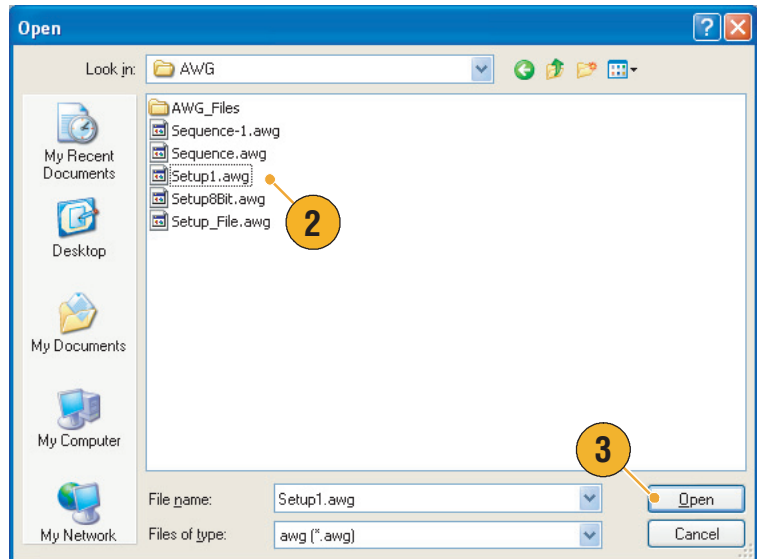 Open
Look in: AWG
AWG_Files
Sequence-1.awg
Sequence.awg
Setup1.awg
Setup8Bit.awg
Setup_File.awg
2
My Recent
Documents
Desktop
My Documents
My Computer
My Network
3
File name: Setup1.awg Open
Files of type: awg (*.awg) Cancel